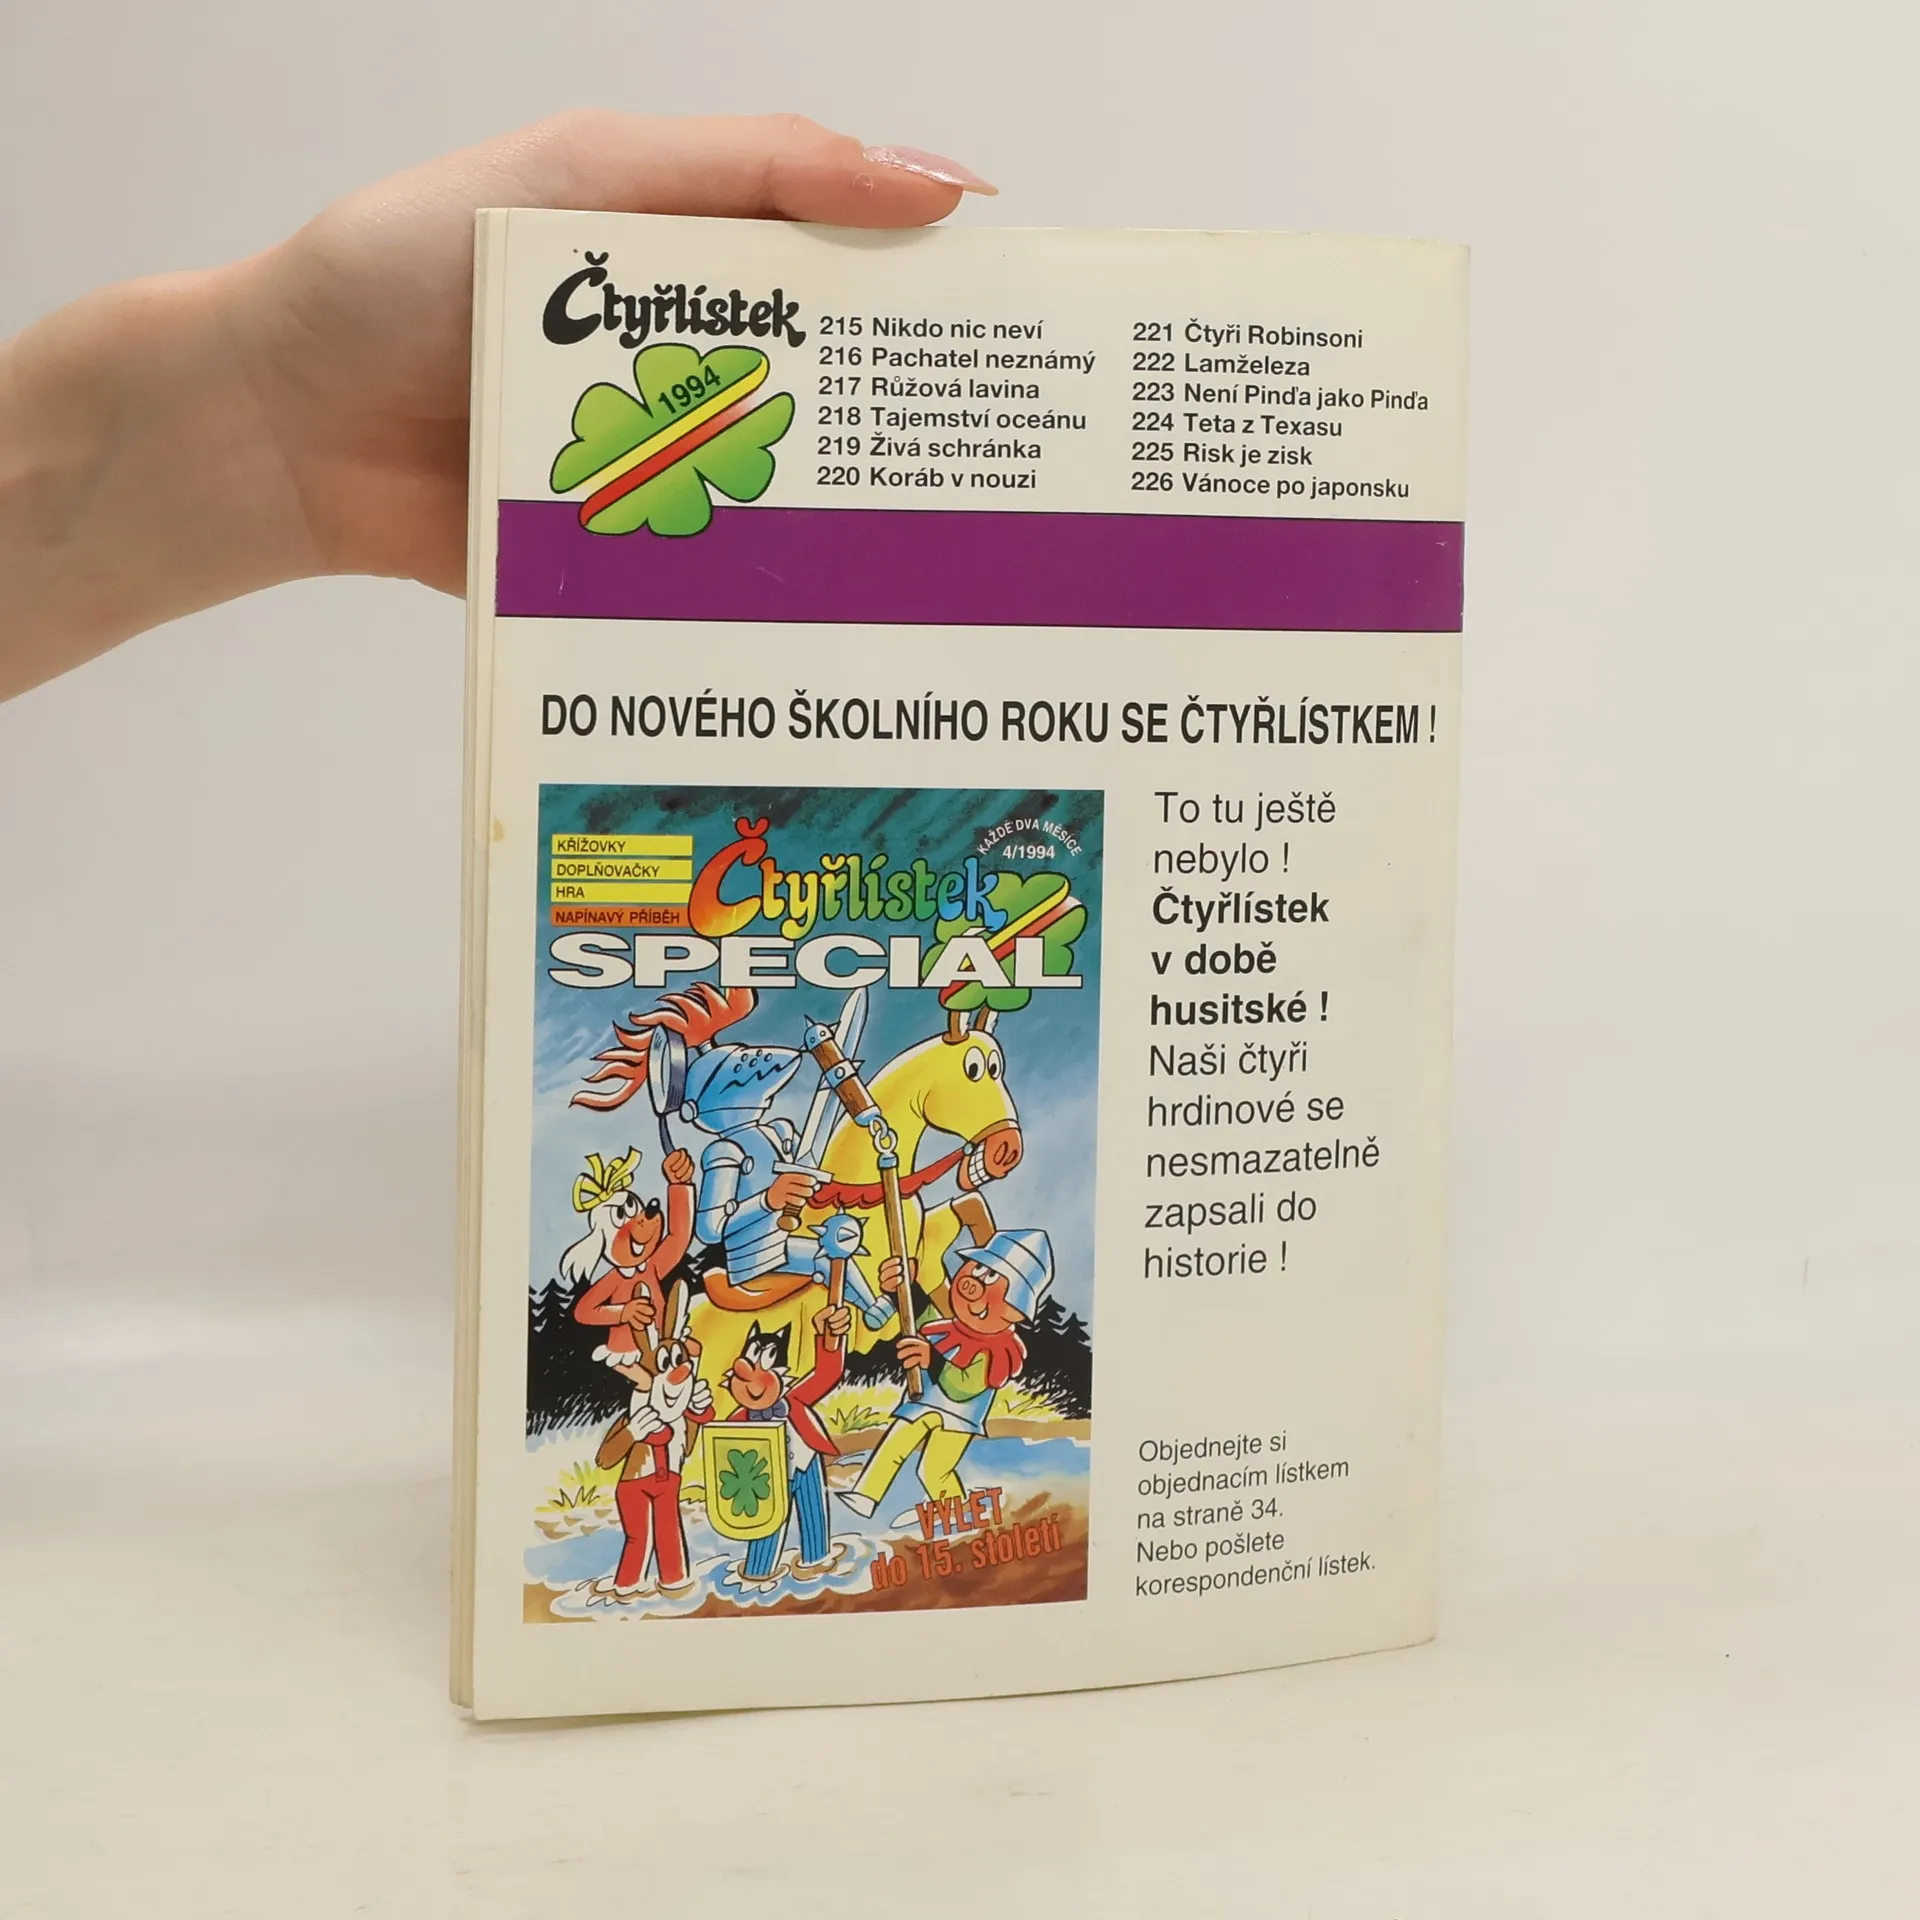 Čtyřlístek
1994
215 Nikdo nic neví
216 Pachatel neznámý
217 Růžová lavina
218 Tajemství oceánu
219 Živá schránka
220 Koráb v nouzi
221 Čtyři Robinsoni
222 Lamželeza
223 Není Pinďa jako Pinďa
224 Teta z Texasu
225 Risk je zisk
226 Vánoce po japonsku
DO NOVÉHO ŠKOLNÍHO ROKU SE ČTYŘLÍSTKEM !
KŘÍŽOVKY
DOPLŇOVAČKY
HRA
NAPÍNAVÝ PŘÍBĚH
KAŽDÉ DVA MĚSÍCE
4/1994
Čtyřlístek
SPECIÁL
VÝLET
do 15. století
To tu ještě
nebylo !
Čtyřlístek
v době
husitské !
Naši čtyři
hrdinové se
nesmazatelně
zapsali do
historie !
Objednejte si
objednacím lístkem
na straně 34.
Nebo pošlete
korespondenční lístek.